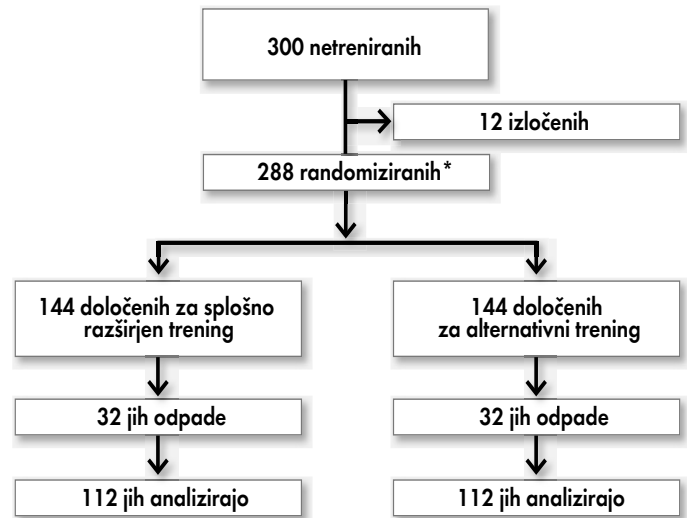 300 netreniranih
12 izločenih
288 randomiziranih*
144 določenih za splošno
razširjen trening
144 določenih
za alternativni trening
32 jih odpade
32 jih odpade
112 jih analizirajo
112 jih analizirajo